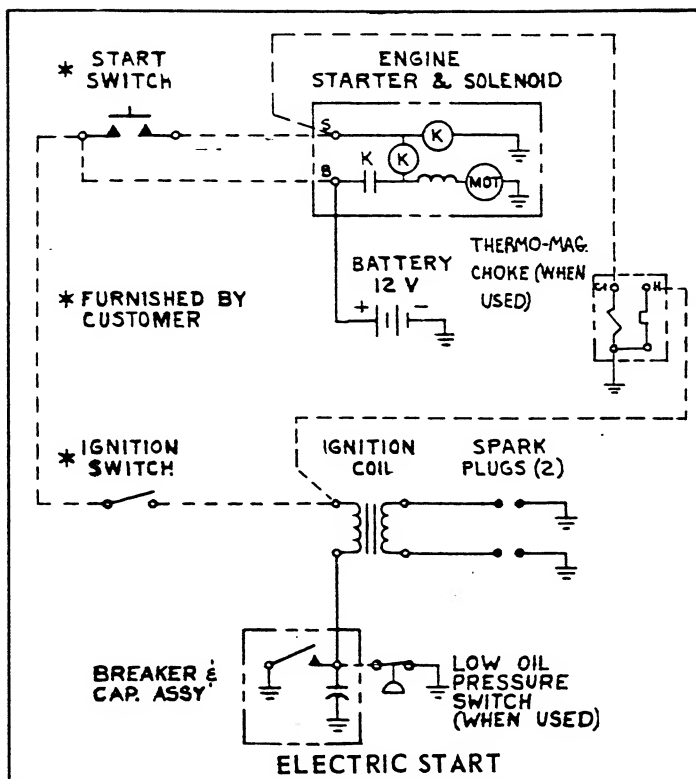 * START
SWITCH
ENGINE
STARTER & SOLENOID
S
K
K
K
B
MOT
BATTERY
12 V
+ -
THERMO-MAG.
CHOKE (WHEN
USED)
* FURNISHED BY
CUSTOMER
H
* IGNITION
SWITCH
IGNITION
COIL
SPARK
PLUGS (2)
BREAKER &
CAP. ASSY'
LOW OIL
PRESSURE
SWITCH
(WHEN USED)
ELECTRIC START